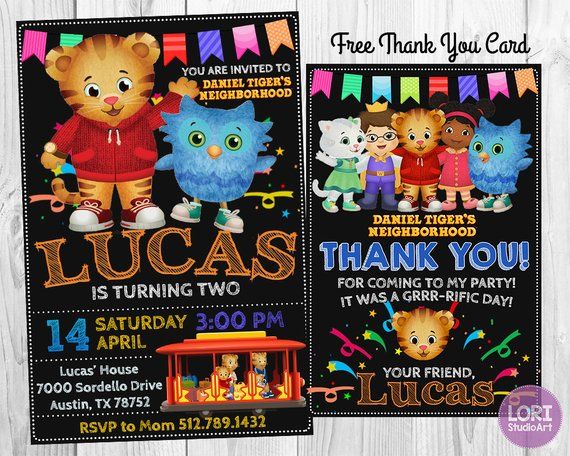 YOU ARE INVITED TO
DANIEL TIGER'S
NEIGHBORHOOD
LUCAS
IS TURNING TWO
14 SATURDAY 3:00 PM
APRIL
Lucas' House
7000 Sordello Drive
Austin, TX 78752
RSVP to Mom 512.789.1432
Free Thank You Card
DANIEL TIGER'S
NEIGHBORHOOD
THANK YOU!
FOR COMING TO MY PARTY!
IT WAS A GRRR-RIFIC DAY!
YOUR FRIEND,
Lucas
LORI
StudioArt